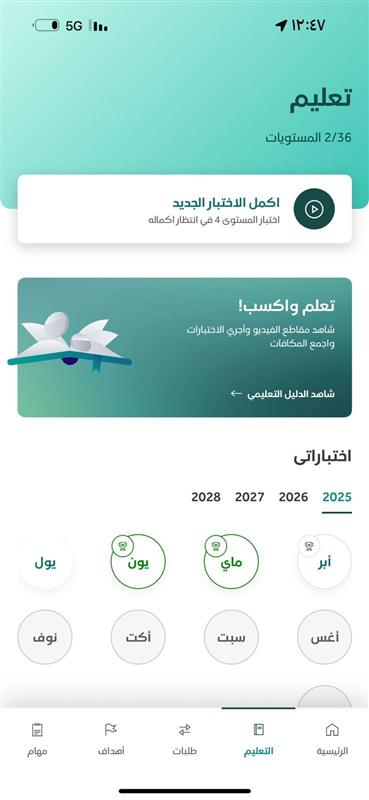 5G
١٢:٤٧
تعليم
2/36 المستويات
اكمل الاختبار الجديد
اختبار المستوى 4 في انتظار اكماله
تعلم واكسب!
شاهد مقاطع الفيديو وأجري الاختبارات
واجمع المكافآت
شاهد الدليل التعليمي
اختباراتى
2025 2026 2027 2028
أبر ماي يون يول
أغس سبت أكت نوف
الرئيسية التعليم طلبات أهداف مهام